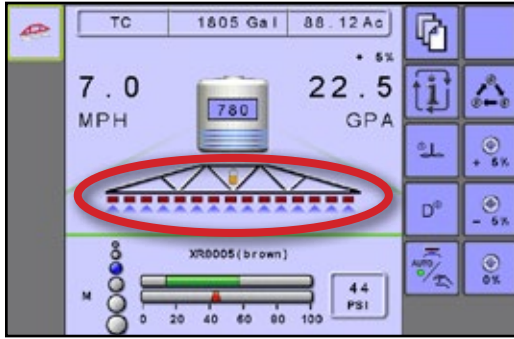 TC 1805 Gal 88.12 Ac
+ 5%
7.0 22.5
MPH GPA
780
+ 5%
D
- 5%
XR8005(brown)
AUTO
0%
M
44
PSI
0 20 40 60 80 100